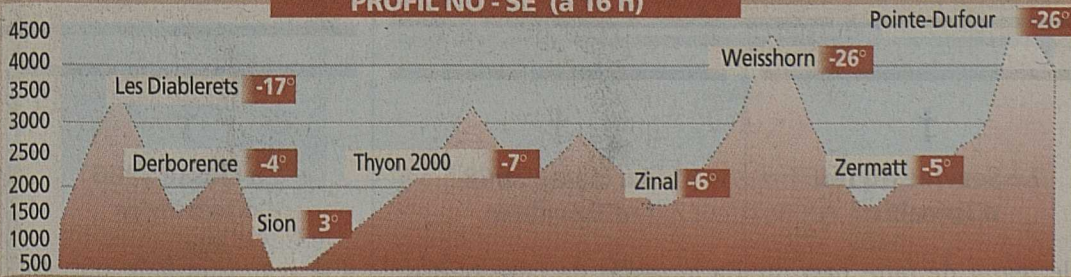 PROFIL NO - SE (à 16 h)
4500
4000
3500
3000
2500
2000
1500
1000
500
Les Diablerets -17°
Derborence -4°
Sion 3°
Thyon 2000 -7°
Zinal -6°
Weisshorn -26°
Zermatt -5°
Pointe-Dufour -26°